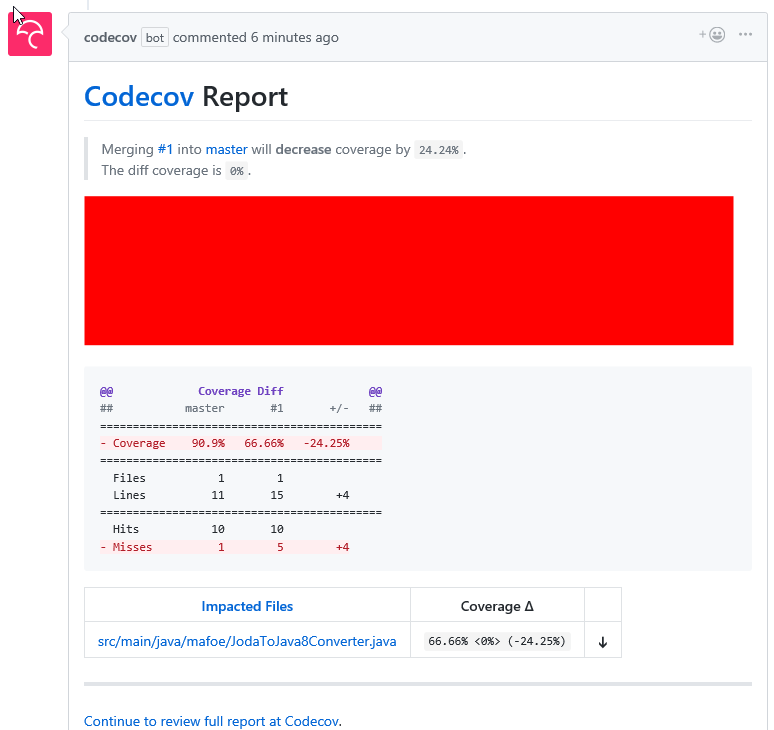 codecov bot commented 6 minutes ago
Codecov Report
Merging #1 into master will decrease coverage by 24.24% .
The diff coverage is 0% .
@@             Coverage Diff             @@
##           master       #1       +/-   ##
===========================================
- Coverage    90.9%   66.66%   -24.25%
===========================================
  Files           1        1
  Lines          11       15        +4
===========================================
  Hits           10       10
- Misses          1        5        +4
Impacted Files Coverage Δ
src/main/java/mafoe/JodaToJava8Converter.java 66.66% <0%> (-24.25%) ↓
Continue to review full report at Codecov.